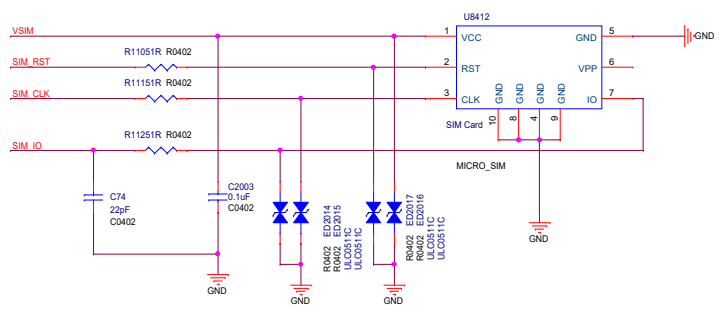 U8412
VSIM
1
VCC
GND
5
GND
SIM_RST
R11051R R0402
2
RST
VPP
6
SIM_CLK
R11151R R0402
3
CLK
IO
7
GND
GND
GND
GND
10
8
4
9
SIM Card
SIM_IO
R11251R R0402
MICRO_SIM
C74
22pF
C0402
C2003
0.1uF
C0402
R0402 ED2014
R0402 ED2015
ULC0511C
ULC0511C
R0402 ED2017
R0402 ED2016
ULC0511C
ULC0511C
GND
GND
GND
GND